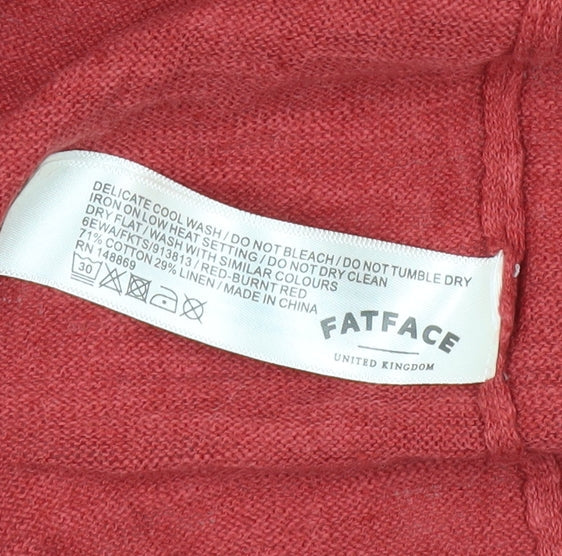 DELICATE COOL WASH / DO NOT BLEACH / DO NOT TUMBLE DRY
IRON ON LOW HEAT SETTING / DO NOT DRY CLEAN
DRY FLAT / WASH WITH SIMILAR COLOURS
6EWA/FKTS/913813 / RED-BURNT RED
71% COTTON 29% LINEN / MADE IN CHINA
RN 148869
30
FATFACE
UNITED KINGDOM